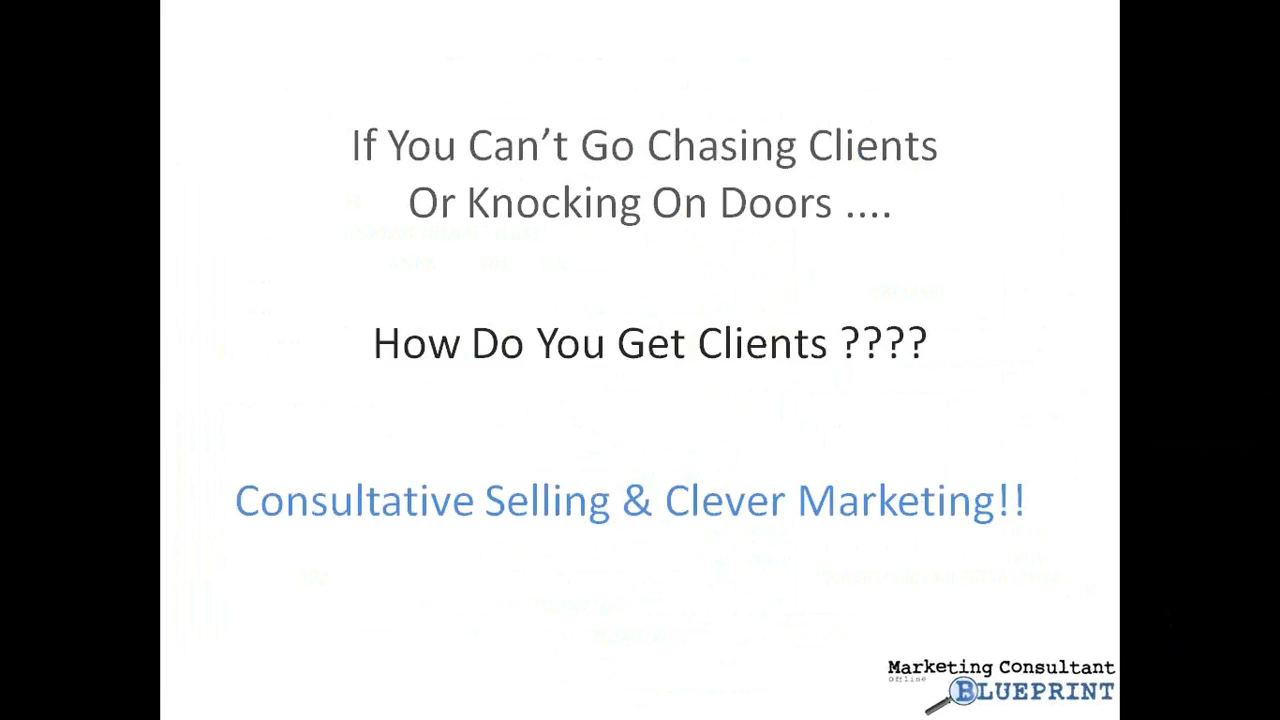 If You Can’t Go Chasing Clients
Or Knocking On Doors ....
How Do You Get Clients ????
Consultative Selling & Clever Marketing!!
Marketing Consultant
Offline
BLUEPRINT